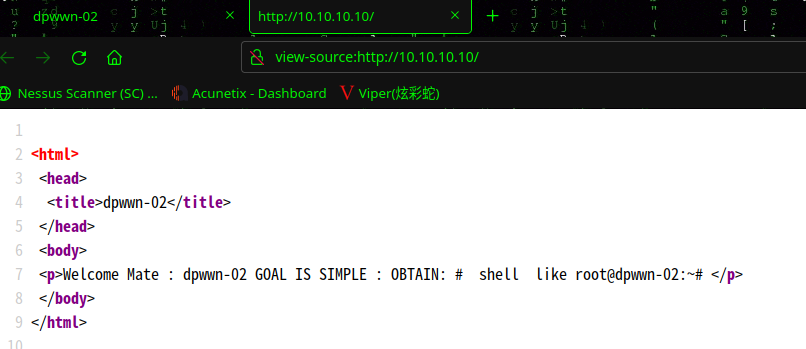 dpwwn-02
http://10.10.10.10/
view-source:http://10.10.10.10/
Nessus Scanner (SC) ... Acunetix - Dashboard Viper(炫彩蛇)
1
2 <html>
3 <head>
4 <title>dpwwn-02</title>
5 </head>
6 <body>
7 <p>Welcome Mate : dpwwn-02 GOAL IS SIMPLE : OBTAIN: #  shell  like root@dpwwn-02:~# </p>
8 </body>
9 </html>
10